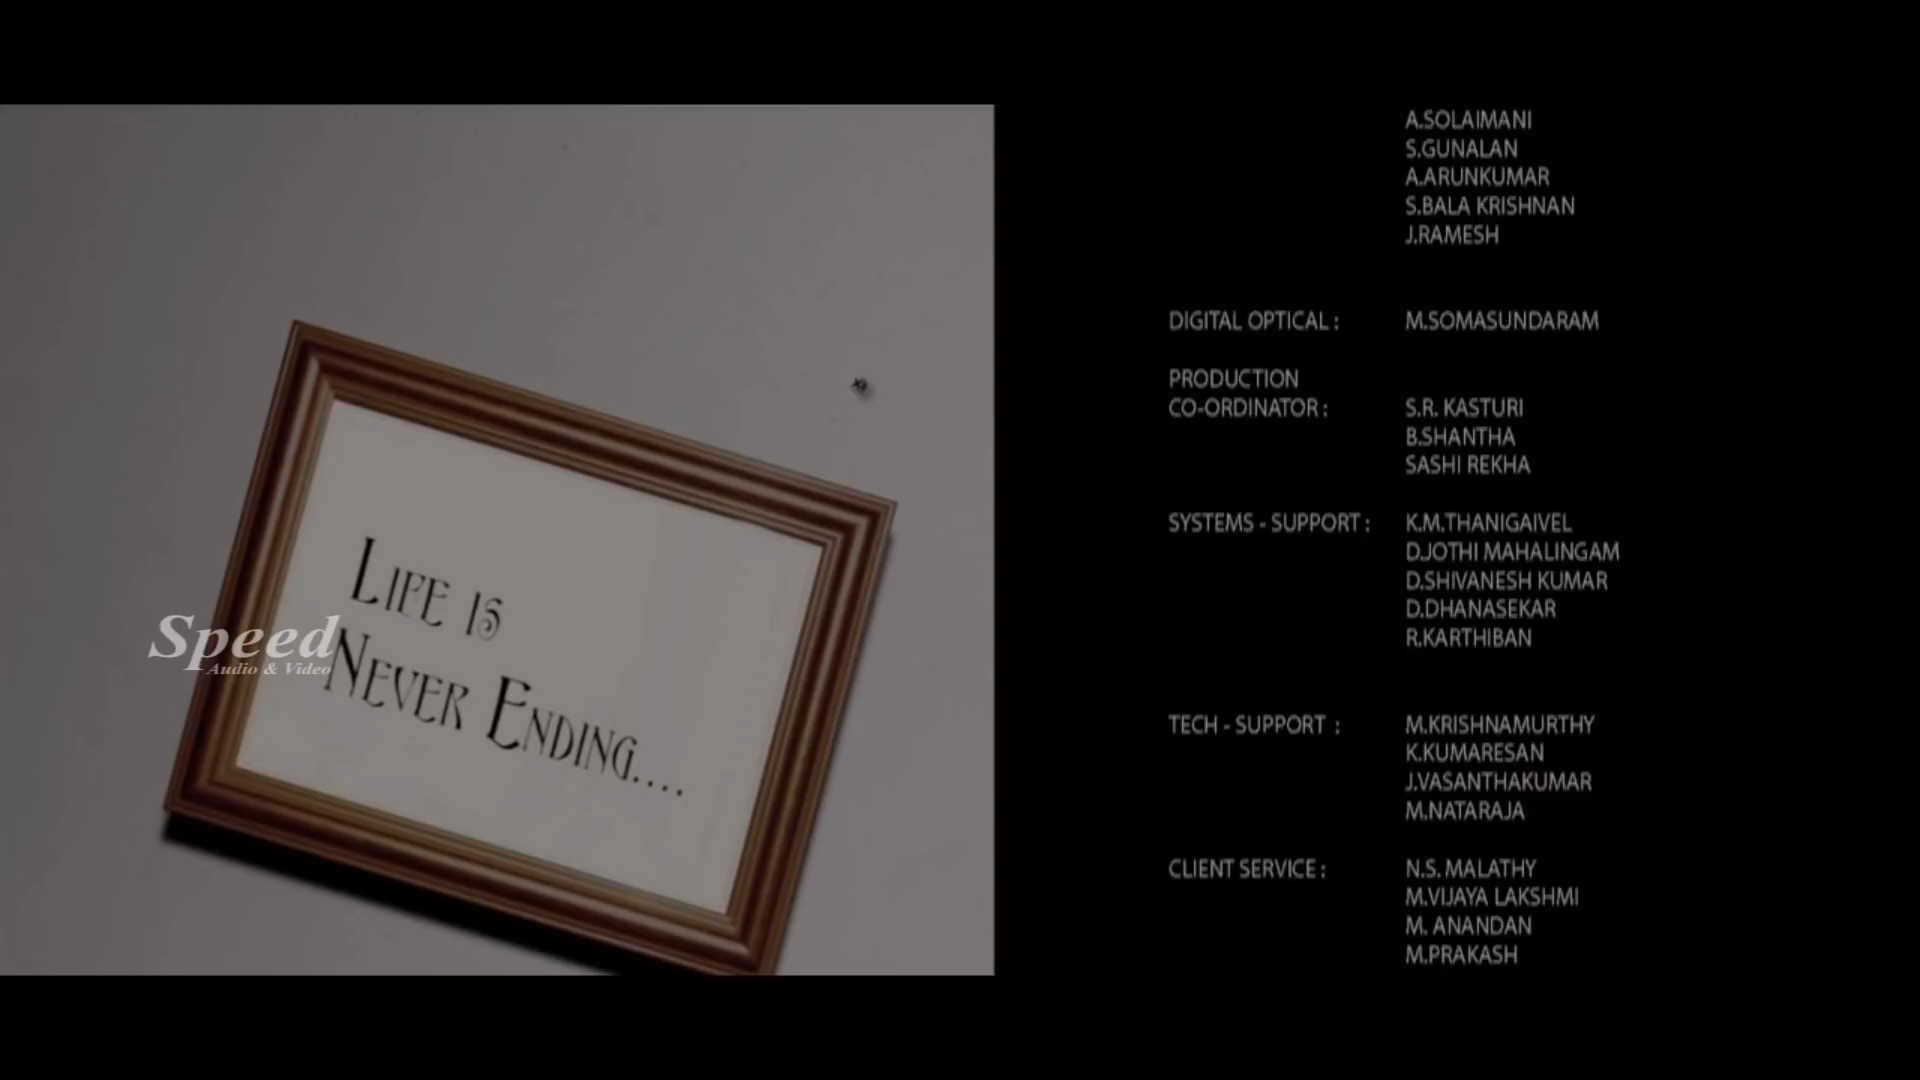 LIFE IS
NEVER ENDING....
Speed
Audio & Video
A.SOLAIMANI
S.GUNALAN
A.ARUNKUMAR
S.BALA KRISHNAN
J.RAMESH
DIGITAL OPTICAL : M.SOMASUNDARAM
PRODUCTION
CO-ORDINATOR : S.R. KASTURI
B.SHANTHA
SASHI REKHA
SYSTEMS - SUPPORT : K.M.THANIGAIVEL
D.JOTHI MAHALINGAM
D.SHIVANESH KUMAR
D.DHANASEKAR
R.KARTHIBAN
TECH - SUPPORT : M.KRISHNAMURTHY
K.KUMARESAN
J.VASANTHAKUMAR
M.NATARAJA
CLIENT SERVICE : N.S. MALATHY
M.VIJAYA LAKSHMI
M. ANANDAN
M.PRAKASH